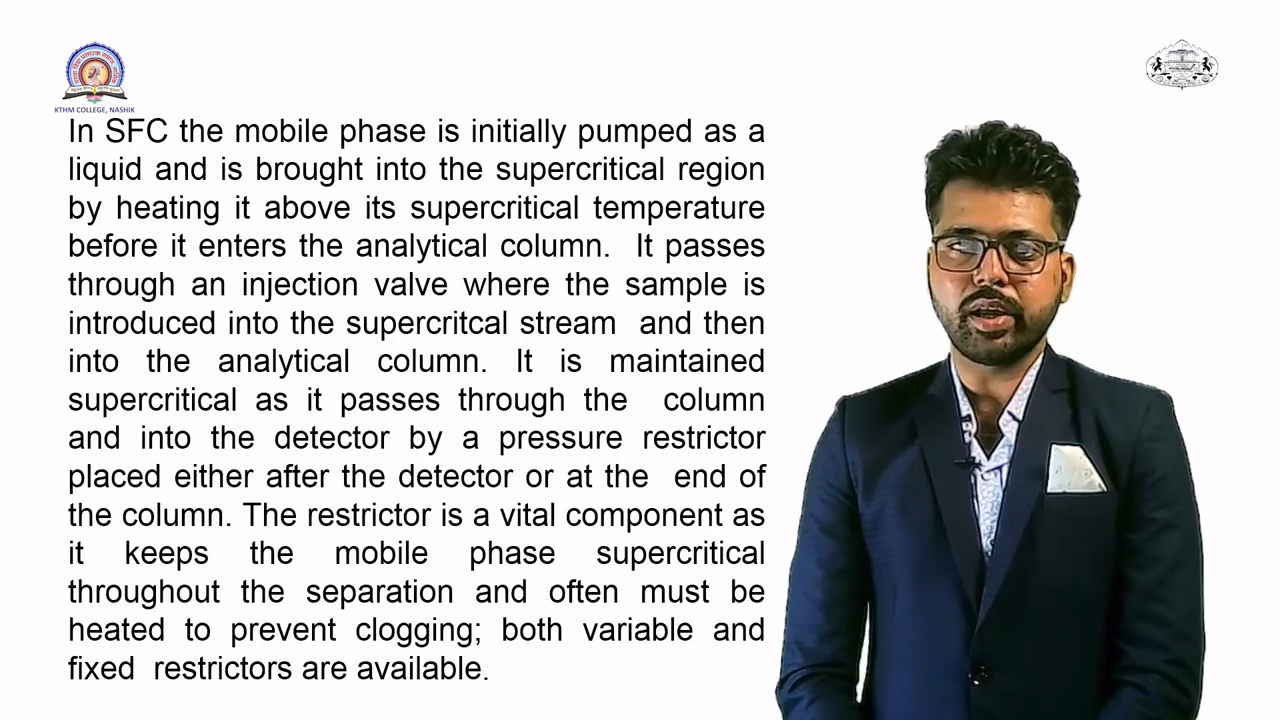 KTHM COLLEGE, NASHIK
In SFC the mobile phase is initially pumped as a
liquid and is brought into the supercritical region
by heating it above its supercritical temperature
before it enters the analytical column. It passes
through an injection valve where the sample is
introduced into the supercritcal stream and then
into the analytical column. It is maintained
supercritical as it passes through the column
and into the detector by a pressure restrictor
placed either after the detector or at the end of
the column. The restrictor is a vital component as
it keeps the mobile phase supercritical
throughout the separation and often must be
heated to prevent clogging; both variable and
fixed restrictors are available.